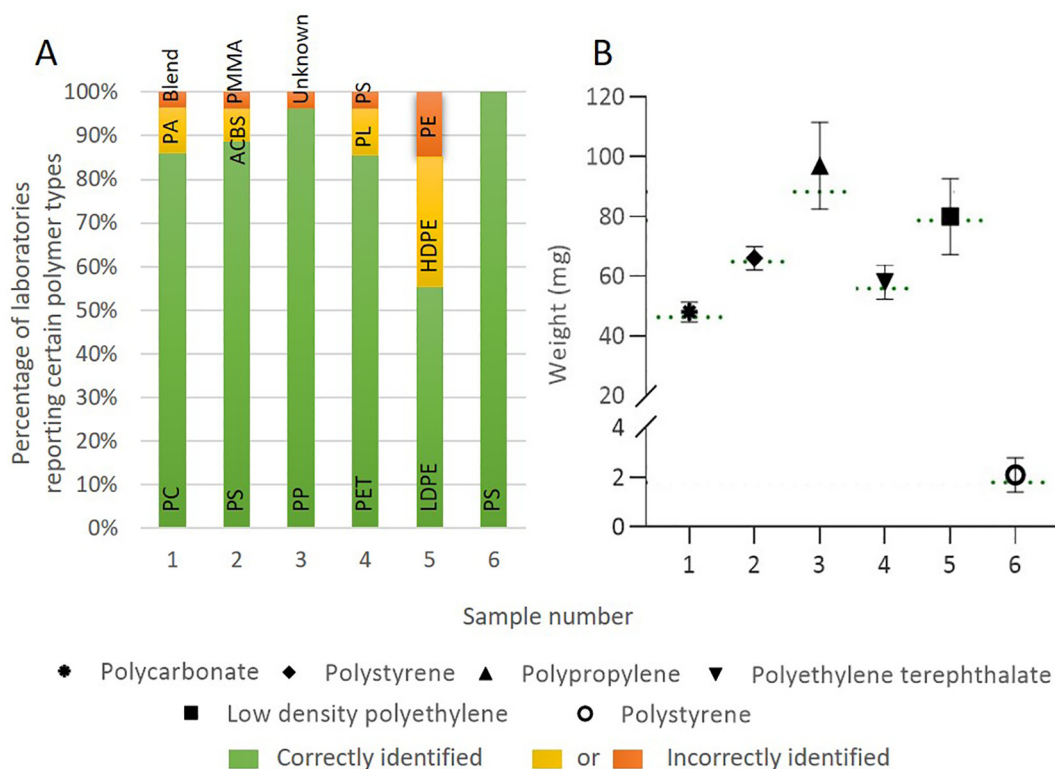 A
Blend
PMMA
Unknown
B
Percentage of laboratories
reporting certain polymer types
100%
90%
80%
70%
60%
50%
40%
30%
20%
10%
0%
PA
ACBS
PL
PS
PE
HDPE
PC
PS
PP
PET
LDPE
PS
1 2 3 4 5 6
Weight (mg)
120
100
80
60
40
20
4
2
0
1 2 3 4 5 6
Sample number
Polycarbonate Polystyrene Polypropylene Polyethylene terephthalate
Low density polyethylene Polystyrene
Correctly identified or Incorrectly identified